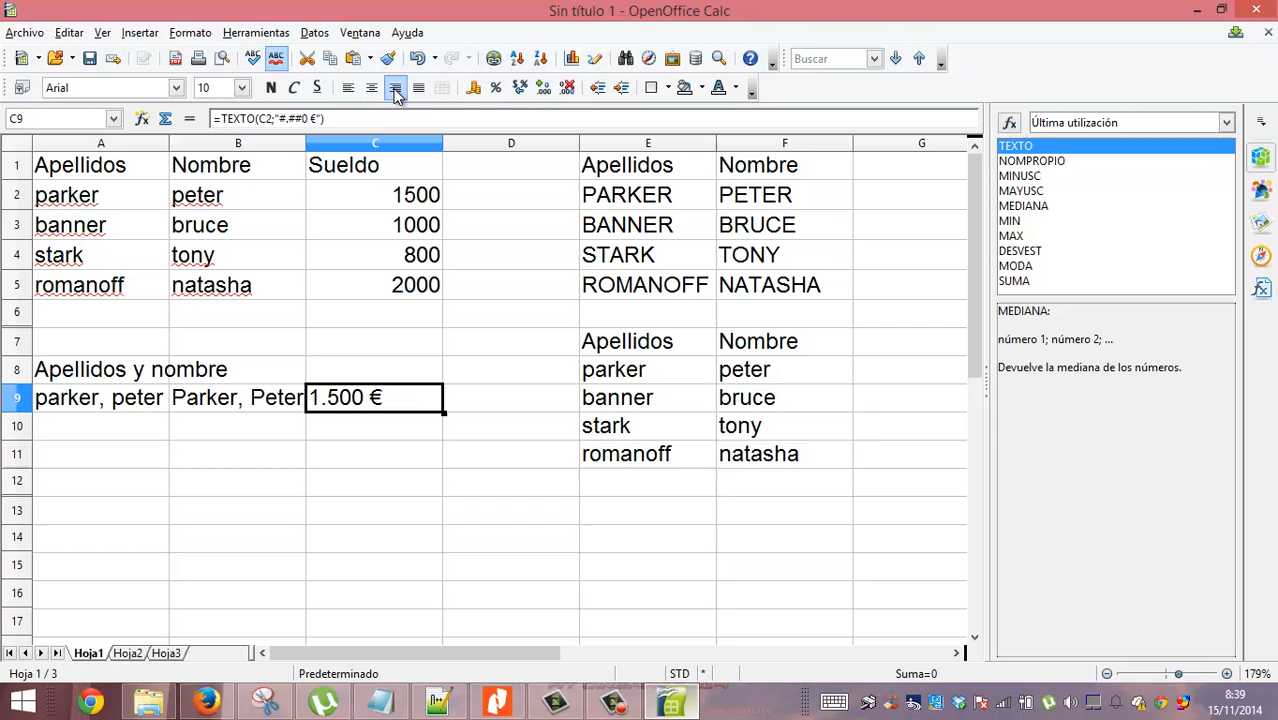 Sin título 1 - OpenOffice Calc
Archivo Editar Ver Insertar Formato Herramientas Datos Ventana Ayuda
Buscar
Arial 10 N C S
C9 =TEXTO(C2;"#.##0 €")
Última utilización
A B C D E F G
1 Apellidos Nombre Sueldo Apellidos Nombre
2 parker peter 1500 PARKER PETER
3 banner bruce 1000 BANNER BRUCE
4 stark tony 800 STARK TONY
5 romanoff natasha 2000 ROMANOFF NATASHA
6
7 Apellidos Nombre
8 Apellidos y nombre parker peter
9 parker, peter Parker, Peter 1.500 € banner bruce
10 stark tony
11 romanoff natasha
12
13
14
15
16
17
TEXTO
NOMPROPIO
MINUSC
MAYUSC
MEDIANA
MIN
MAX
DESVEST
MODA
SUMA
MEDIANA:
número 1; número 2; ...
Devuelve la mediana de los números.
Hoja1 Hoja2 Hoja3
Hoja 1 / 3 Predeterminado STD * Suma=0 179%
8:39
15/11/2014